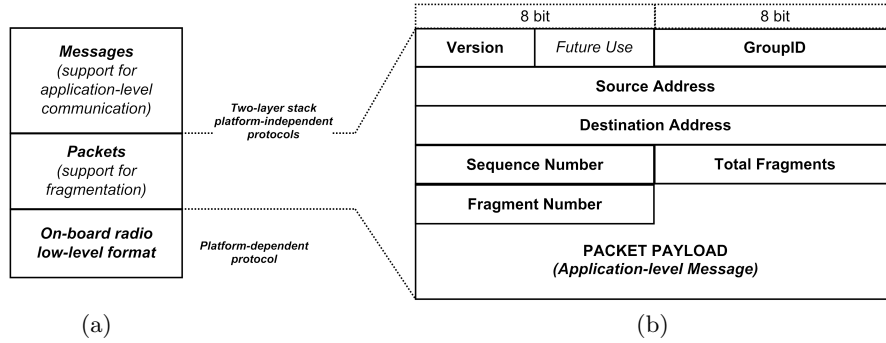 Messages
(support for
application-level
communication)
Packets
(support for
fragmentation)
On-board radio
low-level format
Two-layer stack
platform-independent
protocols
Platform-dependent
protocol
(a)
8 bit 8 bit
Version Future Use GroupID
Source Address
Destination Address
Sequence Number Total Fragments
Fragment Number
PACKET PAYLOAD
(Application-level Message)
(b)